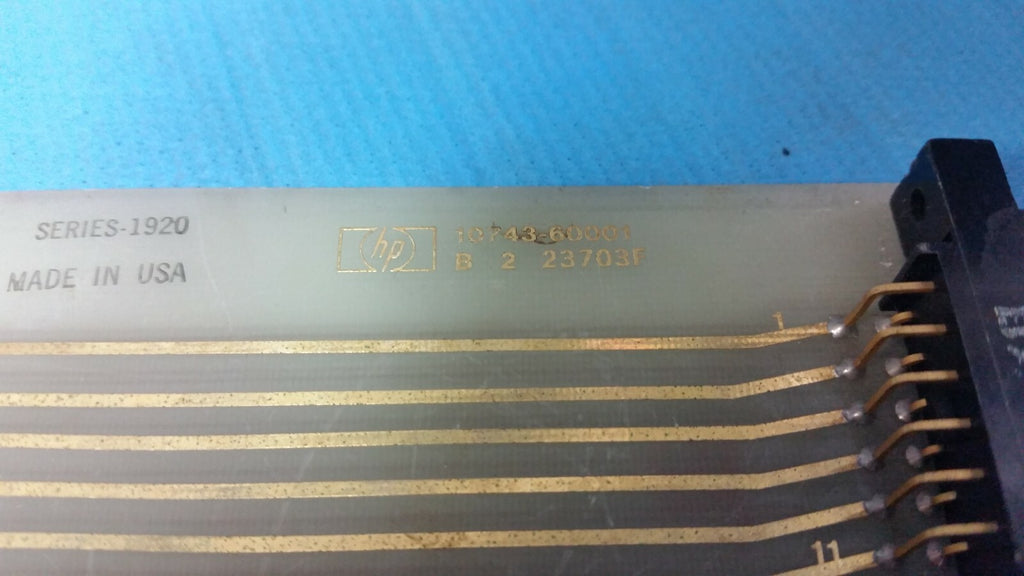 SERIES-1920
MADE IN USA
hp
10743-60001
B 2 23703F
1
11